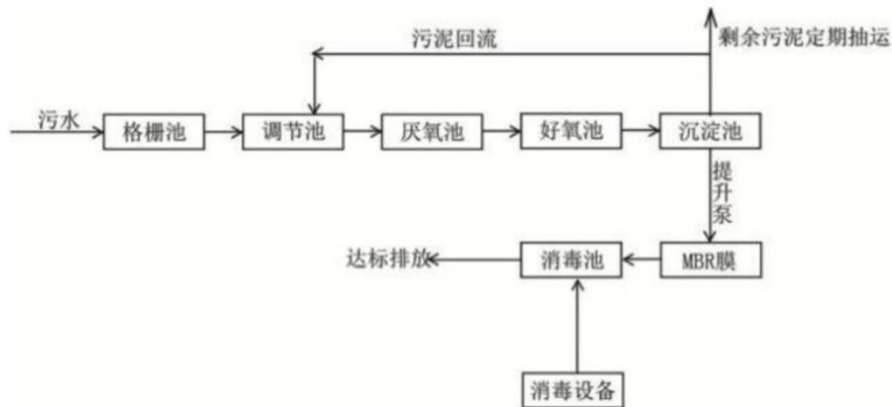 污泥回流
剩余污泥定期抽运
污水
格栅池
调节池
厌氧池
好氧池
沉淀池
提升泵
达标排放
消毒池
MBR膜
消毒设备